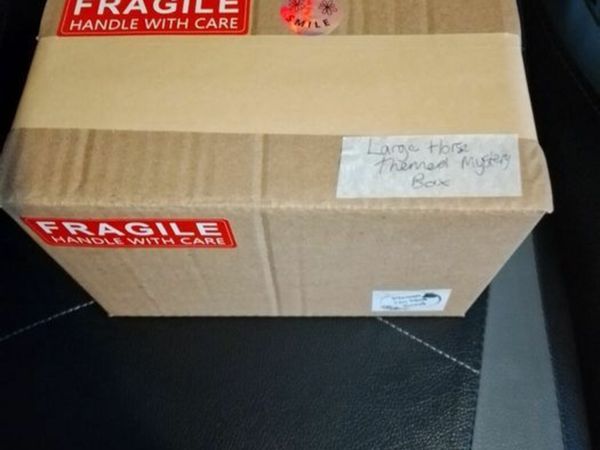 FRAGILE
HANDLE WITH CARE
SMILE
Large Horse
Themed Mystery
Box
FRAGILE
HANDLE WITH CARE